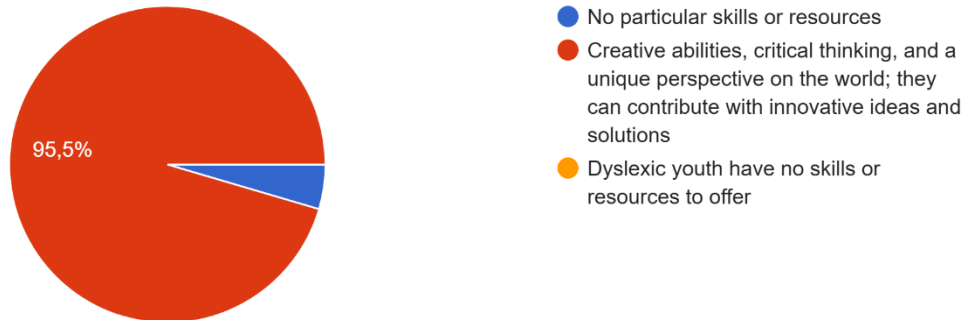 No particular skills or resources
Creative abilities, critical thinking, and a
unique perspective on the world; they
can contribute with innovative ideas and
solutions
95,5%
Dyslexic youth have no skills or
resources to offer